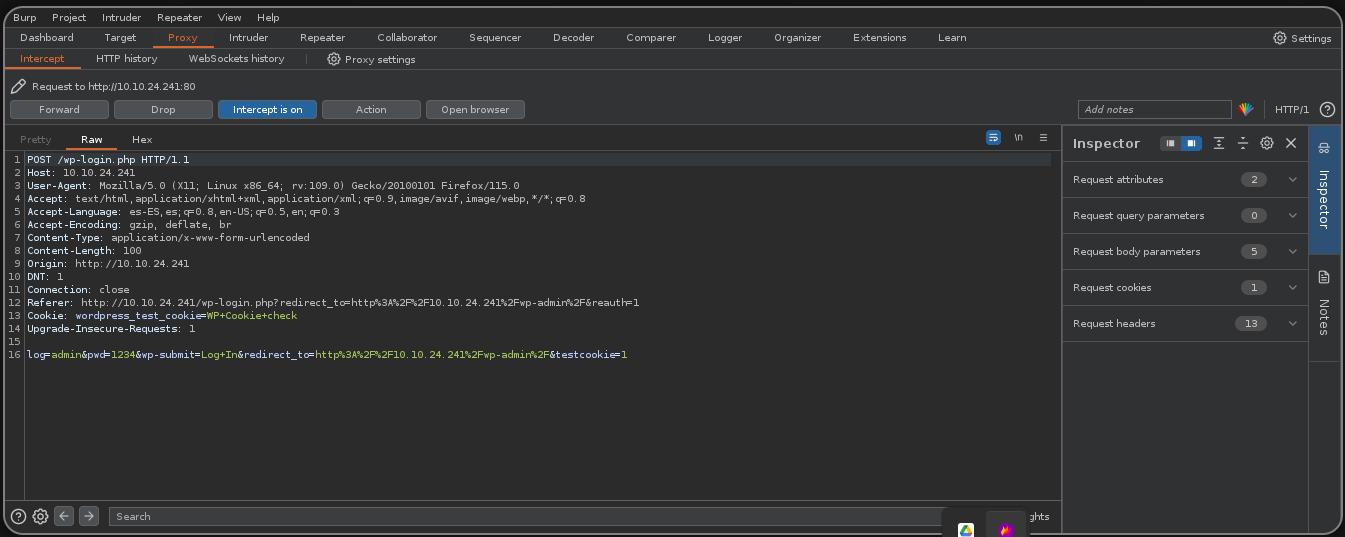 Burp Project Intruder Repeater View Help
Dashboard Target Proxy Intruder Repeater Collaborator Sequencer Decoder Comparer Logger Organizer Extensions Learn Settings
Intercept HTTP history WebSockets history Proxy settings
Request to http://10.10.24.241:80
Forward Drop Intercept is on Action Open browser Add notes HTTP/1
Pretty Raw Hex \n
1 POST /wp-login.php HTTP/1.1
2 Host: 10.10.24.241
3 User-Agent: Mozilla/5.0 (X11; Linux x86_64; rv:109.0) Gecko/20100101 Firefox/115.0
4 Accept: text/html,application/xhtml+xml,application/xml;q=0.9,image/avif,image/webp,*/*;q=0.8
5 Accept-Language: es-ES,es;q=0.8,en-US;q=0.5,en;q=0.3
6 Accept-Encoding: gzip, deflate, br
7 Content-Type: application/x-www-form-urlencoded
8 Content-Length: 100
9 Origin: http://10.10.24.241
10 DNT: 1
11 Connection: close
12 Referer: http://10.10.24.241/wp-login.php?redirect_to=http%3A%2F%2F10.10.24.241%2Fwp-admin%2F&reauth=1
13 Cookie: wordpress_test_cookie=WP+Cookie+check
14 Upgrade-Insecure-Requests: 1
15
16 log=admin&pwd=1234&wp-submit=Log+In&redirect_to=http%3A%2F%2F10.10.24.241%2Fwp-admin%2F&testcookie=1
Inspector
Request attributes 2
Request query parameters 0
Request body parameters 5
Request cookies 1
Request headers 13
Inspector
Notes
Search
ghts